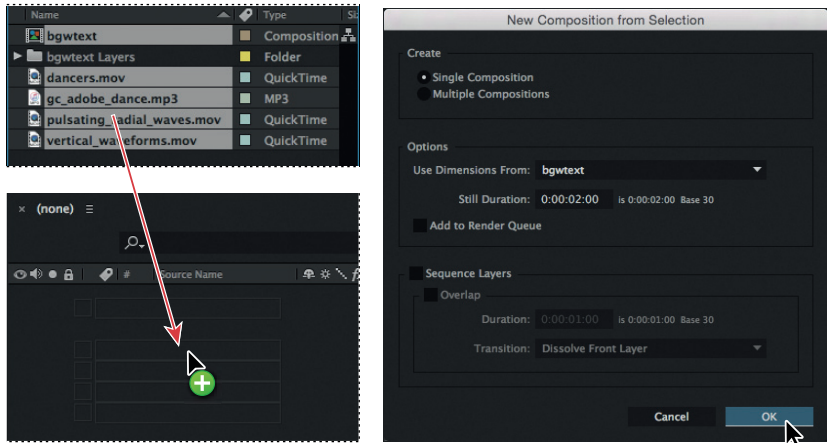 Name Type Si
bgwtext Composition
bgwtext Layers Folder
dancers.mov QuickTime
gc_adobe_dance.mp3 MP3
pulsating_radial_waves.mov QuickTime
vertical_waveforms.mov QuickTime
× (none)
# Source Name
New Composition from Selection
Create
Single Composition
Multiple Compositions
Options
Use Dimensions From: bgwtext
Still Duration: 0:00:02:00 is 0:00:02:00 Base 30
Add to Render Queue
Sequence Layers
Overlap
Duration: 0:00:01:00 is 0:00:01:00 Base 30
Transition: Dissolve Front Layer
Cancel OK